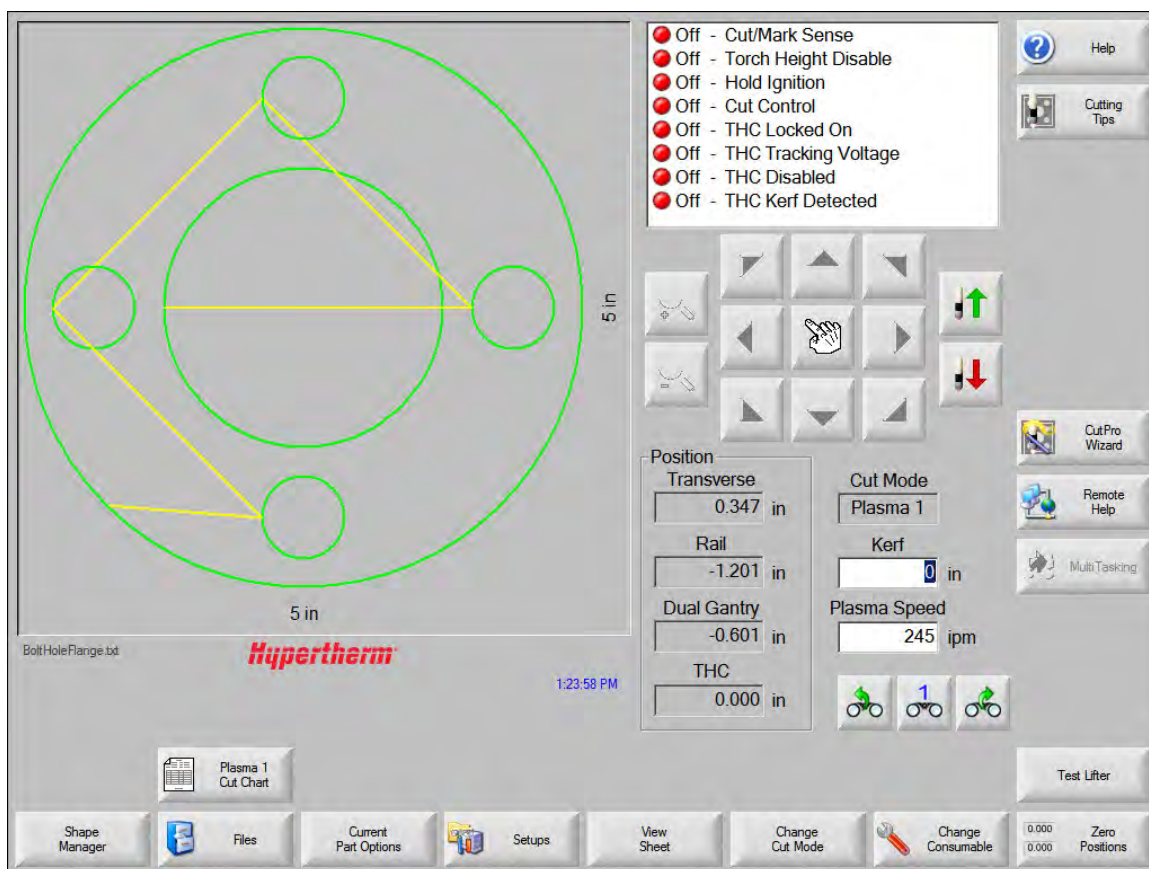 Off - Cut/Mark Sense
Off - Torch Height Disable
Off - Hold Ignition
Off - Cut Control
Off - THC Locked On
Off - THC Tracking Voltage
Off - THC Disabled
Off - THC Kerf Detected
Help
Cutting
Tips
5 in
5 in
BoltHoleFlange.txt
Hypertherm
1:23:58 PM
Position
Transverse
0.347 in
Rail
-1.201 in
Dual Gantry
-0.601 in
THC
0.000 in
Cut Mode
Plasma 1
Kerf
0 in
Plasma Speed
245 ipm
1
CutPro
Wizard
Remote
Help
MultiTasking
Plasma 1
Cut Chart
Test Lifter
Shape
Manager
Files
Current
Part Options
Setups
View
Sheet
Change
Cut Mode
Change
Consumable
0.000
0.000
Zero
Positions